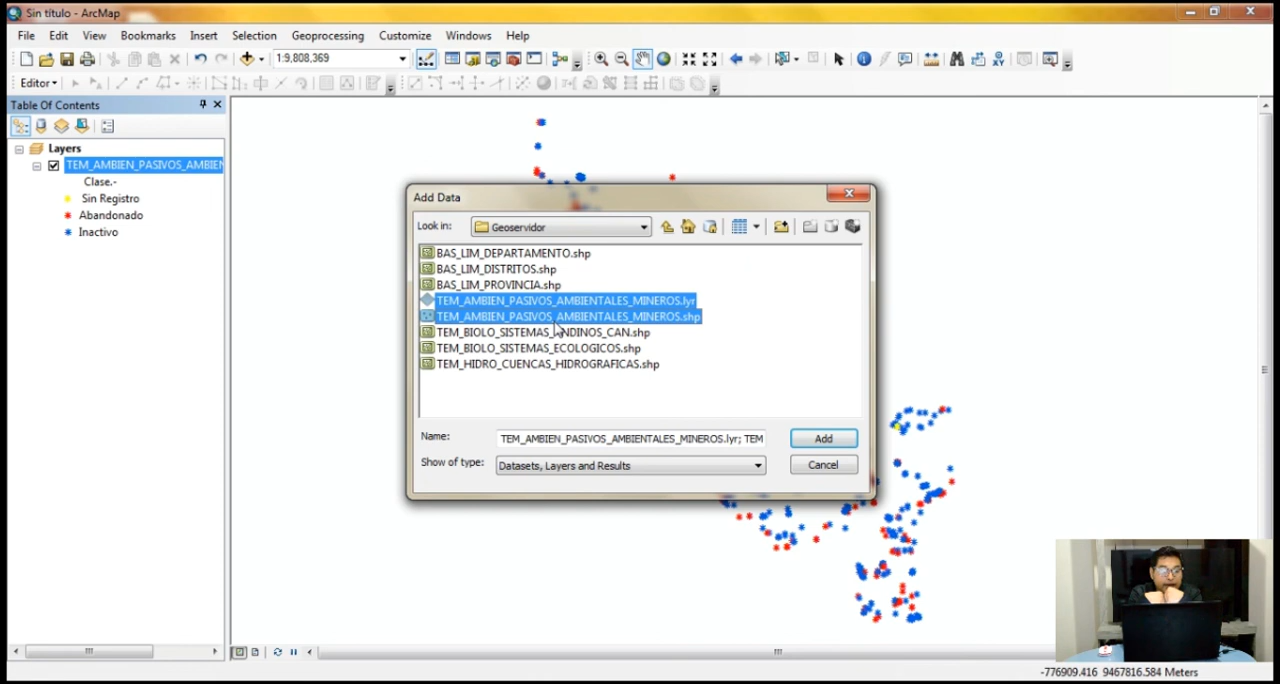 Sin título - ArcMap
File Edit View Bookmarks Insert Selection Geoprocessing Customize Windows Help
1:9,808,369
Editor
Table Of Contents
Layers
TEM_AMBIEN_PASIVOS_AMBIEN
Clase.-
Sin Registro
Abandonado
Inactivo
Add Data
Look in: Geoservidor
BAS_LIM_DEPARTAMENTO.shp
BAS_LIM_DISTRITOS.shp
BAS_LIM_PROVINCIA.shp
TEM_AMBIEN_PASIVOS_AMBIENTALES_MINEROS.lyr
TEM_AMBIEN_PASIVOS_AMBIENTALES_MINEROS.shp
TEM_BIOLO_SISTEMAS_ANDINOS_CAN.shp
TEM_BIOLO_SISTEMAS_ECOLOGICOS.shp
TEM_HIDRO_CUENCAS_HIDROGRAFICAS.shp
Name: TEM_AMBIEN_PASIVOS_AMBIENTALES_MINEROS.lyr; TEM Add
Show of type: Datasets, Layers and Results Cancel
-776909.416 9467816.584 Meters